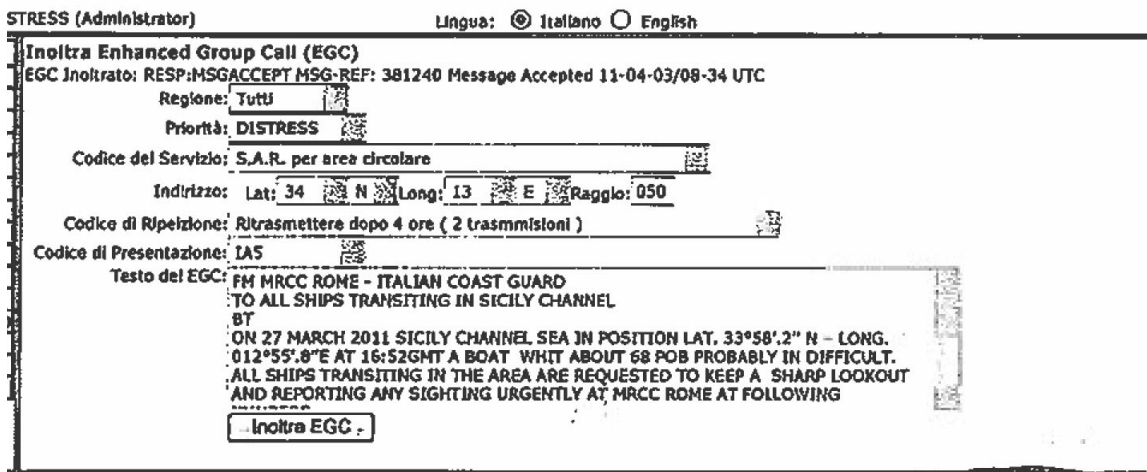 STRESS (Administrator) Lingua: Italiano English
Inoltra Enhanced Group Call (EGC)
EGC Inoltrato: RESP:MSGACCEPT MSG-REF: 381240 Message Accepted 11-04-03/08-34 UTC
Regione: Tutti
Priorità: DISTRESS
Codice del Servizio: S.A.R. per area circolare
Indirizzo: Lat: 34 N Long: 13 E Raggio: 050
Codice di Ripeizione: Ritrasmettere dopo 4 ore ( 2 trasmmisioni )
Codice di Presentazione: IA5
Testo del EGC: FM MRCC ROME - ITALIAN COAST GUARD
TO ALL SHIPS TRANSITING IN SICILY CHANNEL
BT
ON 27 MARCH 2011 SICILY CHANNEL SEA IN POSITION LAT. 33°58'.2" N - LONG.
012°55'.8"E AT 16:52GMT A BOAT WHIT ABOUT 68 POB PROBABLY IN DIFFICULT.
ALL SHIPS TRANSITING IN THE AREA ARE REQUESTED TO KEEP A SHARP LOOKOUT
AND REPORTING ANY SIGHTING URGENTLY AT MRCC ROME AT FOLLOWING
Inoltra EGC